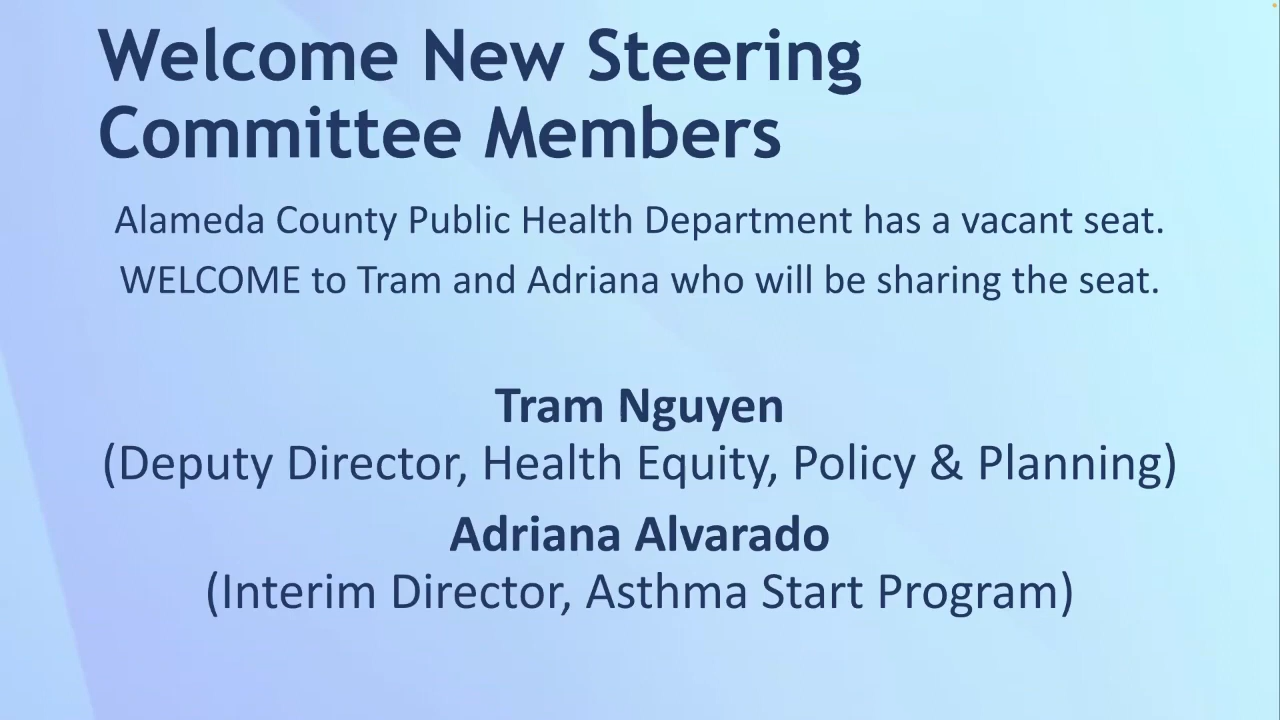 Welcome New Steering
Committee Members
Alameda County Public Health Department has a vacant seat.
WELCOME to Tram and Adriana who will be sharing the seat.
Tram Nguyen
(Deputy Director, Health Equity, Policy & Planning)
Adriana Alvarado
(Interim Director, Asthma Start Program)